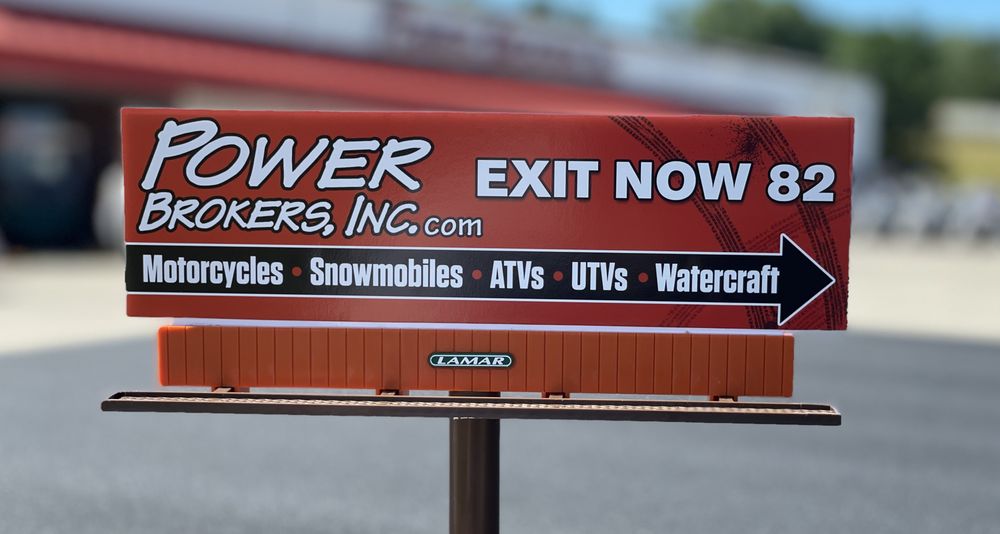 POWER
BROKERS, INC.com
EXIT NOW 82
Motorcycles • Snowmobiles • ATVs • UTVs • Watercraft
LAMAR